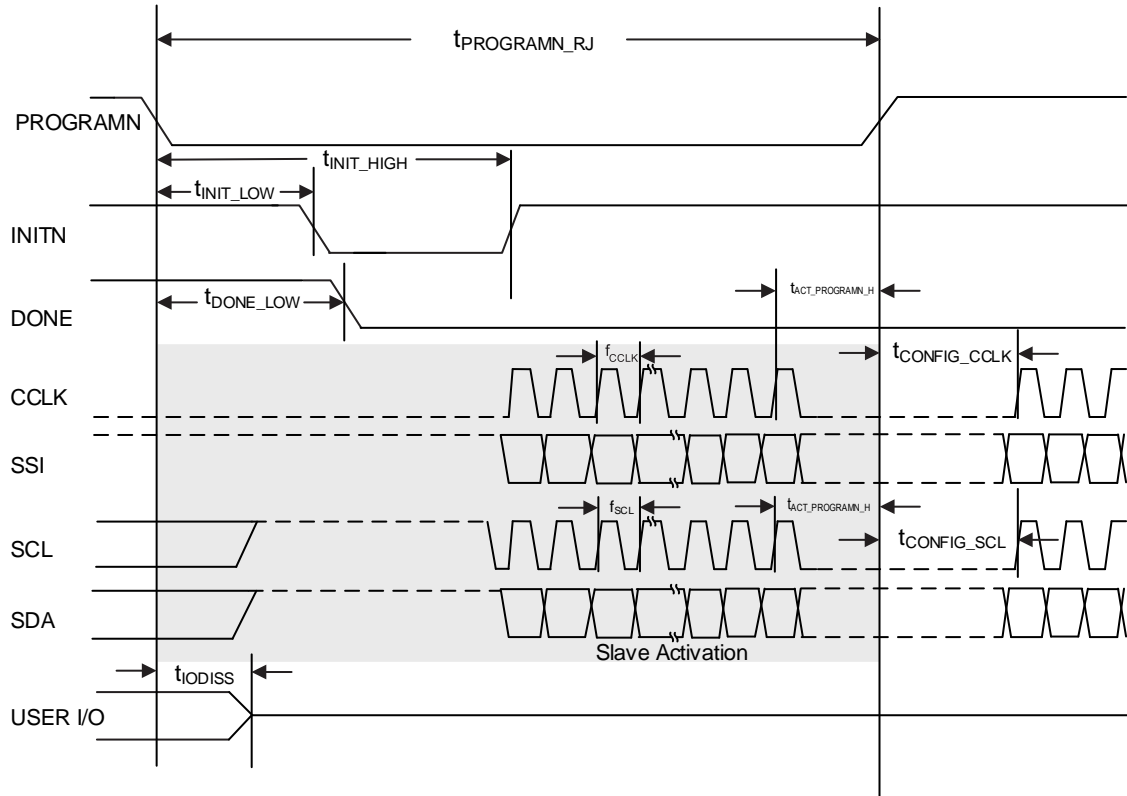 tPROGRAMN_RJ
PROGRAMN
tINIT_HIGH
tINIT_LOW
INITN
tDONE_LOW
tACT_PROGRAMN_H
DONE
fCCLK
tCONFIG_CCLK
CCLK
SSI
fSCL
tACT_PROGRAMN_H
tCONFIG_SCL
SCL
SDA
Slave Activation
tIODISS
USER I/O